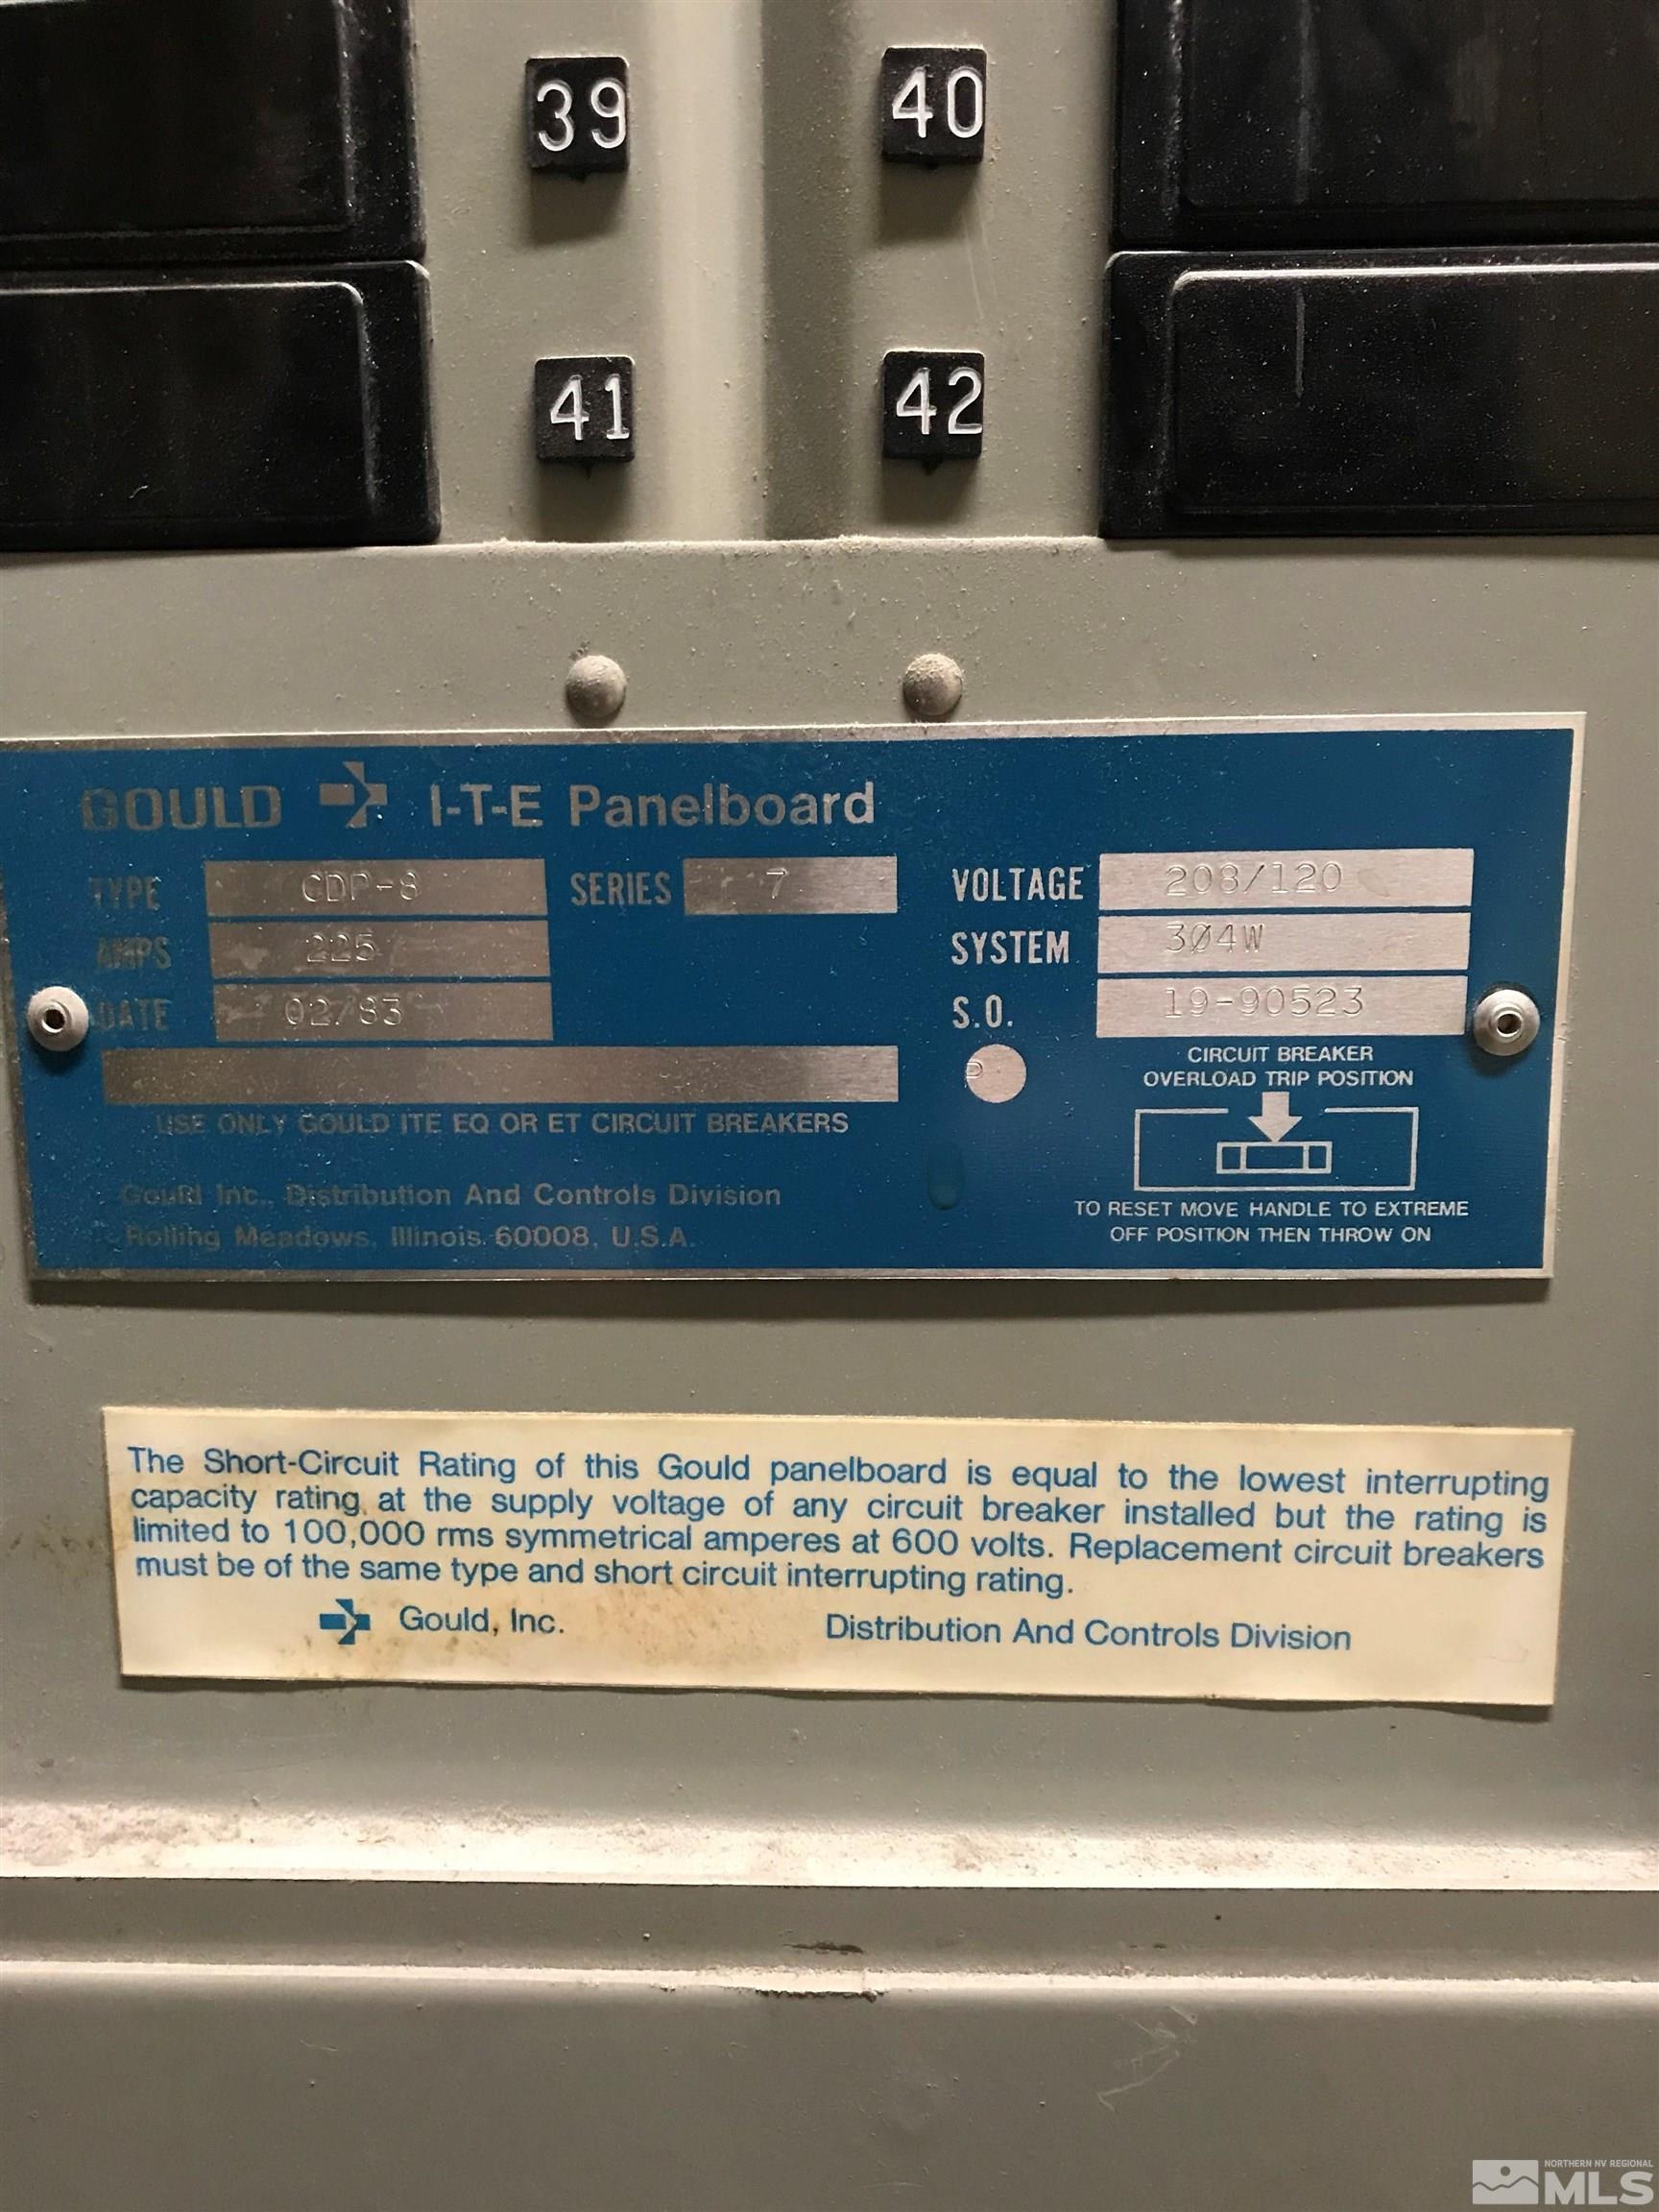 39 40
41 42
GOULD I-T-E Panelboard
TYPE CDP-8 SERIES 7
AMPS 225
DATE 02/83
USE ONLY GOULD ITE EQ OR ET CIRCUIT BREAKERS
Gould Inc., Distribution And Controls Division
Rolling Meadows, Illinois 60008, U.S.A.
VOLTAGE 208/120
SYSTEM 3Ø4W
S.O. 19-90523
P
CIRCUIT BREAKER
OVERLOAD TRIP POSITION
TO RESET MOVE HANDLE TO EXTREME
OFF POSITION THEN THROW ON
The Short-Circuit Rating of this Gould panelboard is equal to the lowest interrupting
capacity rating at the supply voltage of any circuit breaker installed but the rating is
limited to 100,000 rms symmetrical amperes at 600 volts. Replacement circuit breakers
must be of the same type and short circuit interrupting rating.
Gould, Inc. Distribution And Controls Division
NORTHERN NV REGIONAL
MLS